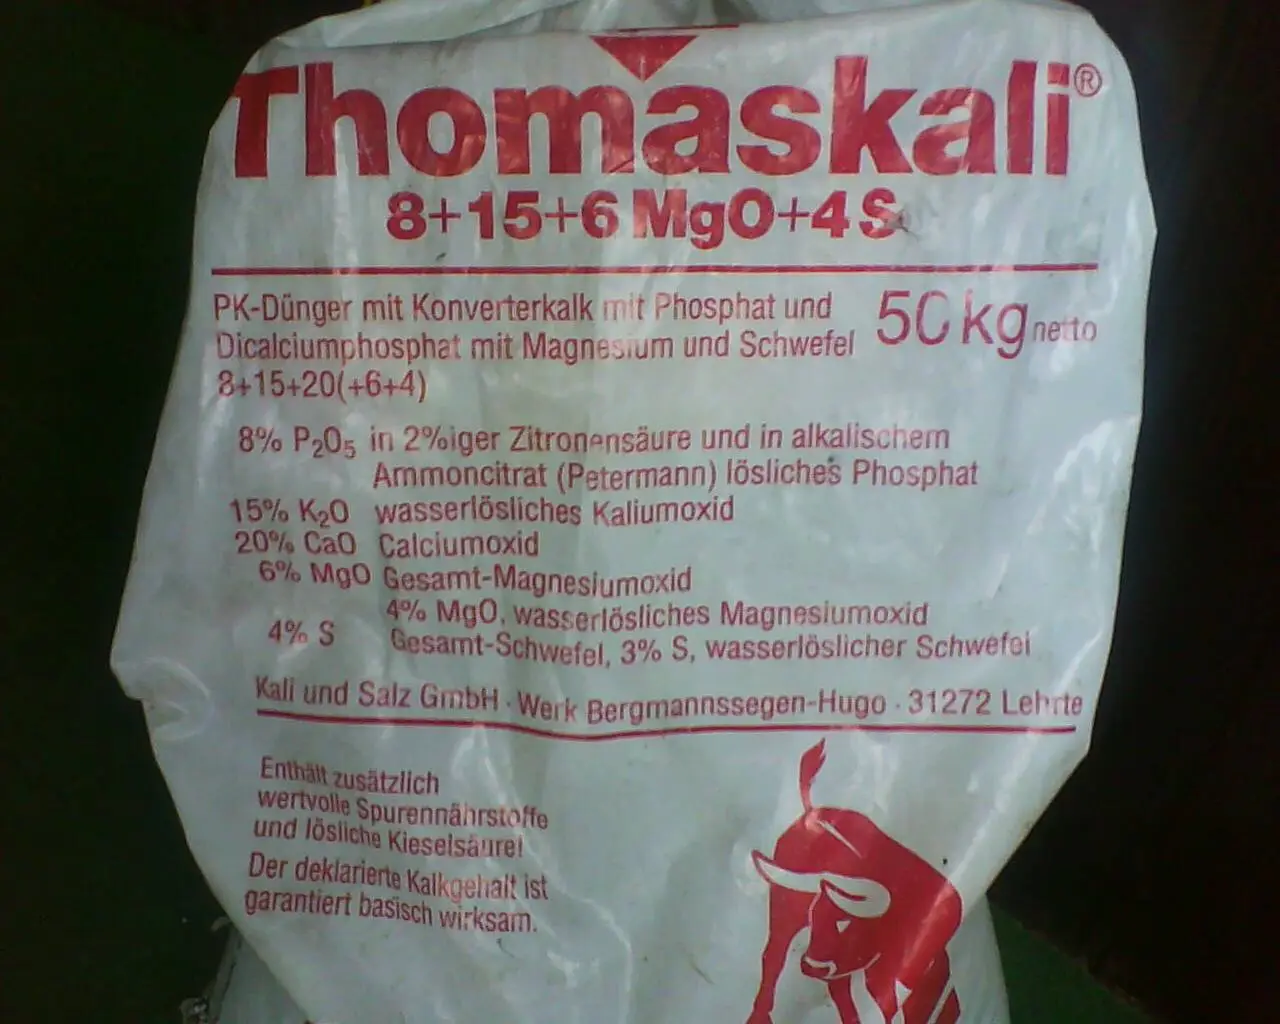 Thomaskali®
8+15+6 MgO+4 S
PK-Dünger mit Konverterkalk mit Phosphat und
Dicalciumphosphat mit Magnesium und Schwefel
8+15+20(+6+4)
50 kg netto
8% P₂O₅ in 2%iger Zitronensäure und in alkalischem
Ammoncitrat (Petermann) lösliches Phosphat
15% K₂O wasserlösliches Kaliumoxid
20% CaO Calciumoxid
6% MgO Gesamt-Magnesiumoxid
4% MgO, wasserlösliches Magnesiumoxid
4% S Gesamt-Schwefel, 3% S, wasserlöslicher Schwefel
Kali und Salz GmbH · Werk Bergmannssegen-Hugo · 31272 Lehrte
Enthält zusätzlich
wertvolle Spurennährstoffe
und lösliche Kieselsäure!
Der deklarierte Kalkgehalt ist
garantiert basisch wirksam.